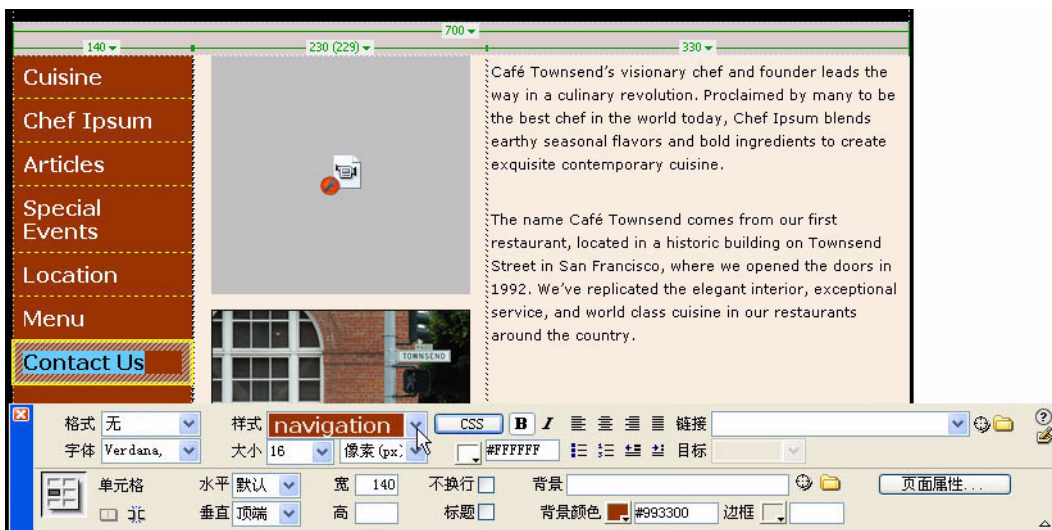 700
140
230 (229)
330
Cuisine
Chef Ipsum
Articles
Special
Events
Location
Menu
Contact Us
Café Townsend's visionary chef and founder leads the
way in a culinary revolution. Proclaimed by many to be
the best chef in the world today, Chef Ipsum blends
earthy seasonal flavors and bold ingredients to create
exquisite contemporary cuisine.
The name Café Townsend comes from our first
restaurant, located in a historic building on Townsend
Street in San Francisco, where we opened the doors in
1992. We've replicated the elegant interior, exceptional
service, and world class cuisine in our restaurants
around the country.
TOWNSEND
格式 无 样式 navigation CSS B I 链接
字体 Verdana, 大小 16 像素(px) #FFFFFF 目标
单元格 水平 默认 宽 140 不换行 背景 页面属性...
垂直 顶端 高 标题 背景颜色 #993300 边框